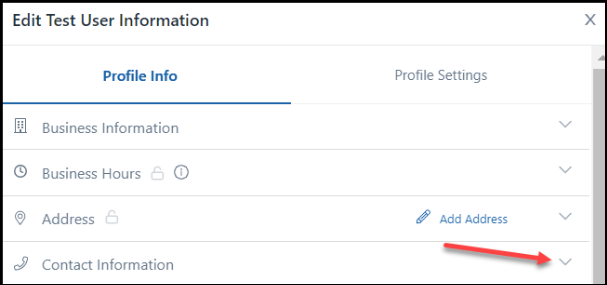 Edit Test User Information X
Profile Info Profile Settings
Business Information
Business Hours
Address Add Address
Contact Information